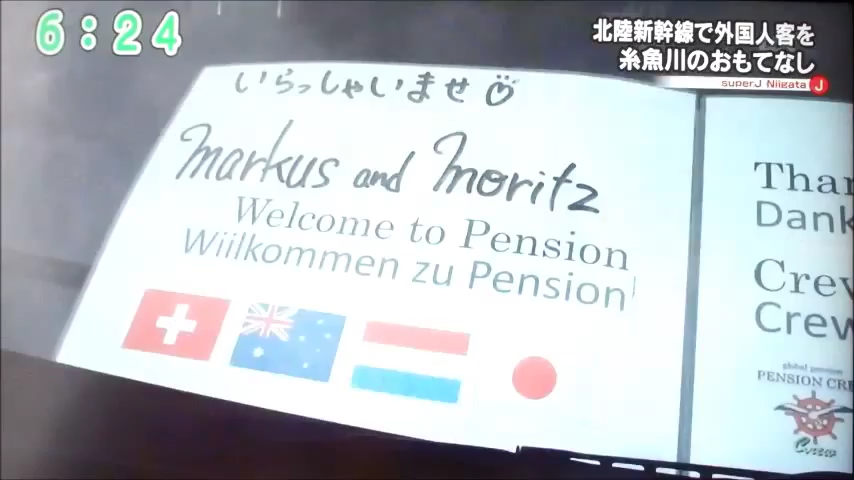 6:24
北陸新幹線で外国人客を
糸魚川のおもてなし
superJ Niigata J
いらっしゃいませ
Markus and Moritz
Welcome to Pension
Wiilkommen zu Pension
Than
Dank
Crew
Crew
global pension
PENSION CRE
Crew